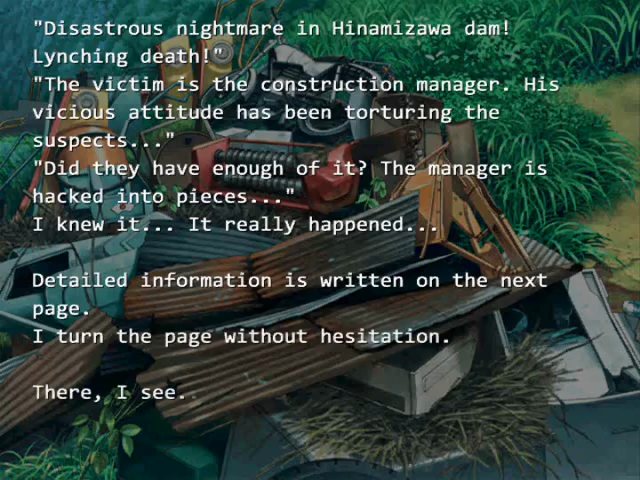 "Disastrous nightmare in Hinamizawa dam!
Lynching death!"
"The victim is the construction manager. His
vicious attitude has been torturing the
suspects..."
"Did they have enough of it? The manager is
hacked into pieces..."
I knew it... It really happened...
Detailed information is written on the next
page.
I turn the page without hesitation.
There, I see.